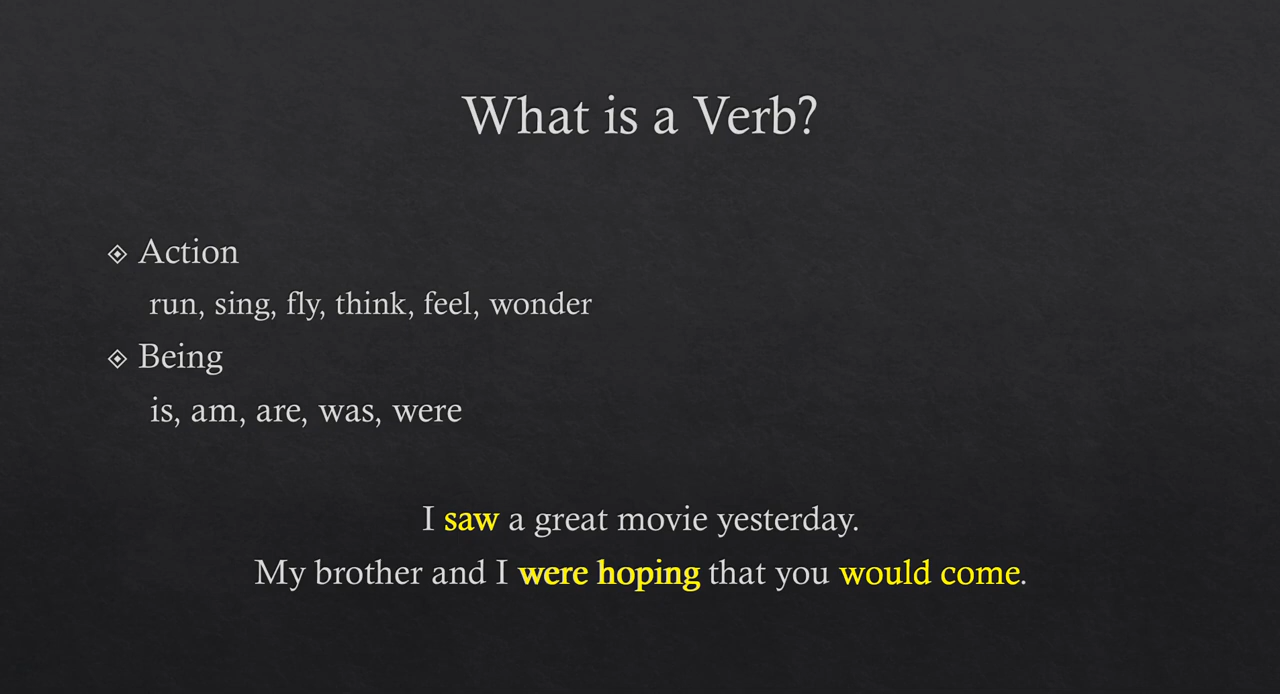 What is a Verb?
Action
run, sing, fly, think, feel, wonder
Being
is, am, are, was, were
I saw a great movie yesterday.
My brother and I were hoping that you would come.